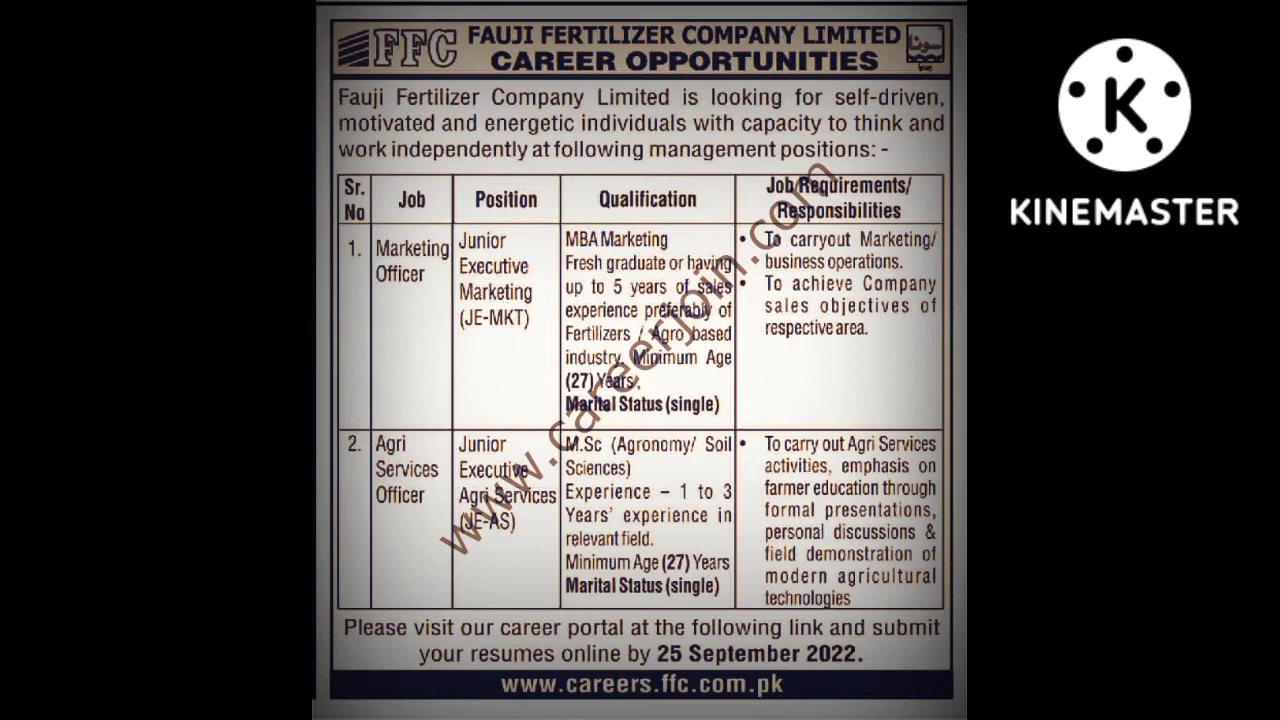 FFC
FAUJI FERTILIZER COMPANY LIMITED
CAREER OPPORTUNITIES
سونا
Fauji Fertilizer Company Limited is looking for self-driven,
motivated and energetic individuals with capacity to think and
work independently at following management positions: -
Sr. No
Job
Position
Qualification
Job Requirements/
Responsibilities
1.
Marketing
Officer
Junior
Executive
Marketing
(JE-MKT)
MBA Marketing
Fresh graduate or having
up to 5 years of sales
experience preferably of
Fertilizers / Agro based
industry, Minimum Age
(27) Years,
Marital Status (single)
• To carryout Marketing/
business operations.
• To achieve Company
sales objectives of
respective area.
2.
Agri
Services
Officer
Junior
Executive
Agri Services
(JE-AS)
M.Sc (Agronomy/ Soil
Sciences)
Experience – 1 to 3
Years' experience in
relevant field.
Minimum Age (27) Years
Marital Status (single)
• To carry out Agri Services
activities, emphasis on
farmer education through
formal presentations,
personal discussions &
field demonstration of
modern agricultural
technologies
Please visit our career portal at the following link and submit
your resumes online by 25 September 2022.
www.careers.ffc.com.pk
www.careerjoin.com
K
KINEMASTER